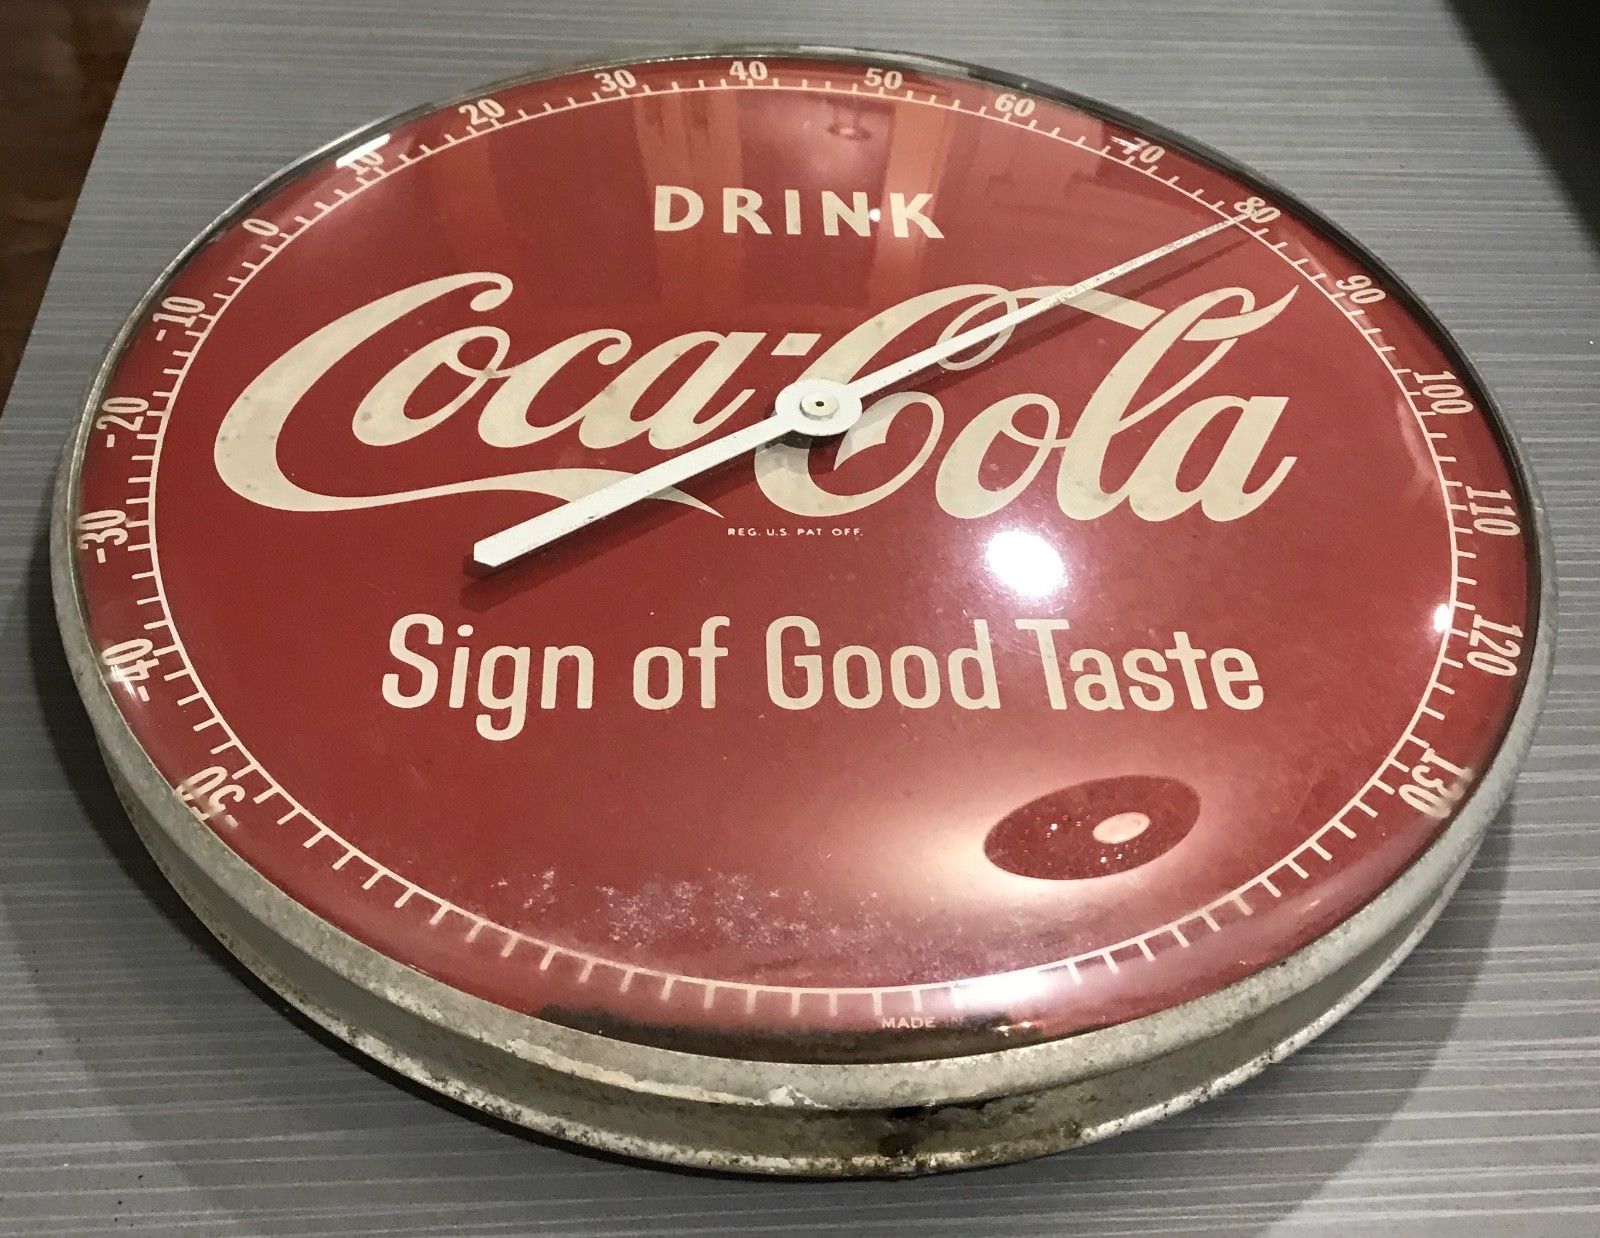 -50 -40 -30 -20 -10 0 10 20 30 40 50 60 70 80 90 100 110 120 130
DRINK
Coca-Cola
REG. U.S. PAT OFF.
Sign of Good Taste
MADE